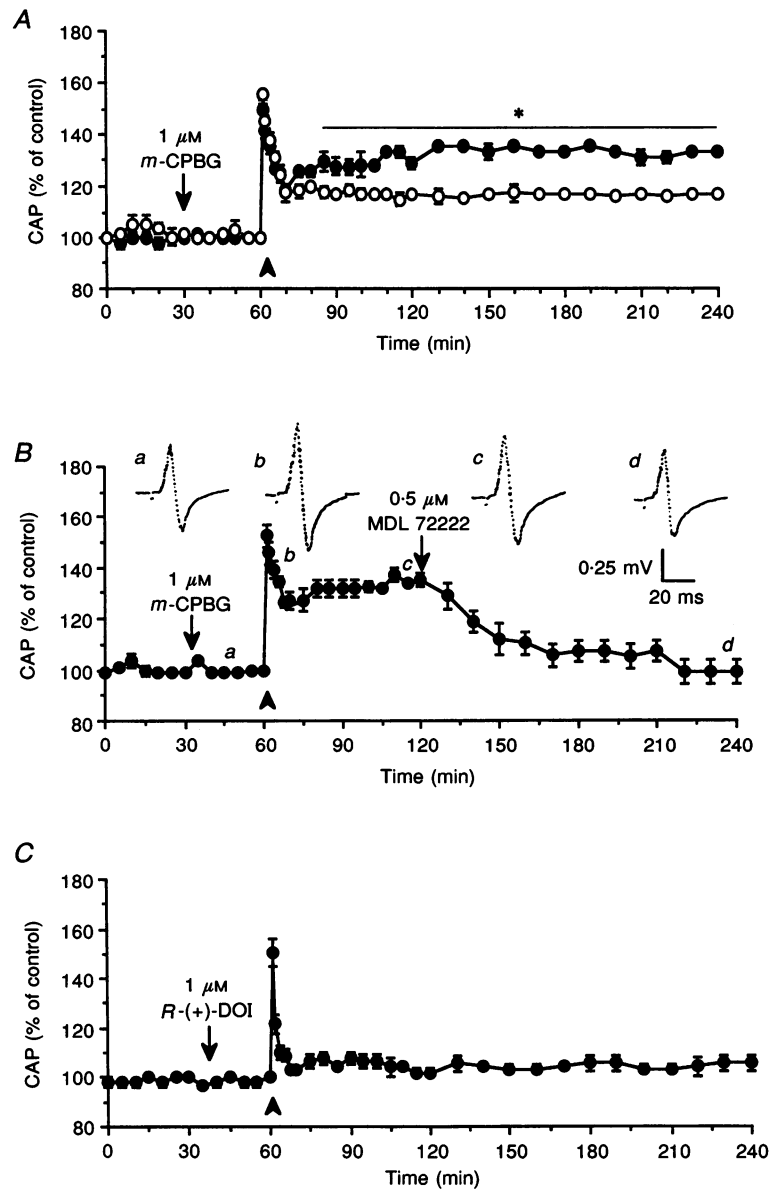 A
180
160
140
120
100
80
CAP (% of control)
1 μM
m-CPBG
*
0 30 60 90 120 150 180 210 240
Time (min)
B
180
160
140
120
100
80
CAP (% of control)
a
b
c
d
0·5 μM
MDL 72222
1 μM
m-CPBG
a
b
c
d
0·25 mV
20 ms
0 30 60 90 120 150 180 210 240
Time (min)
C
180
160
140
120
100
80
CAP (% of control)
1 μM
R-(+)-DOI
0 30 60 90 120 150 180 210 240
Time (min)